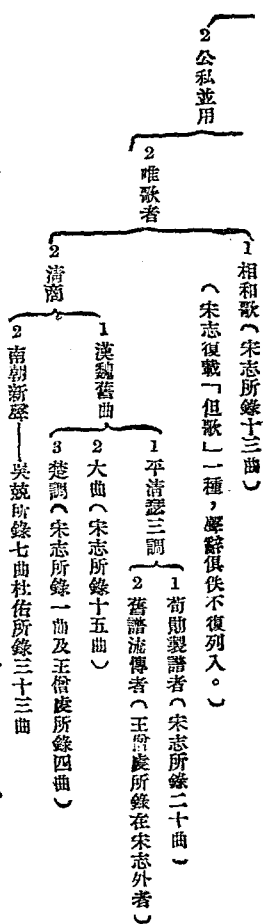 2 公私並用
2 唯歌者
1 相和歌(宋志所錄十三曲)
(宋志復載「但歌」一種,聲辭俱佚不復列入。)
2 清商
1 漢魏舊曲
1 平清瑟三調
1 荀勗製譜者(宋志所錄二十曲)
2 舊譜流傳者(王僧虔所錄在宋志外者)
2 大曲(宋志所錄十五曲)
3 楚調(宋志所錄一曲及王僧虔所錄四曲)
2 南朝新聲——吳兢所錄七曲杜佑所錄三十三曲